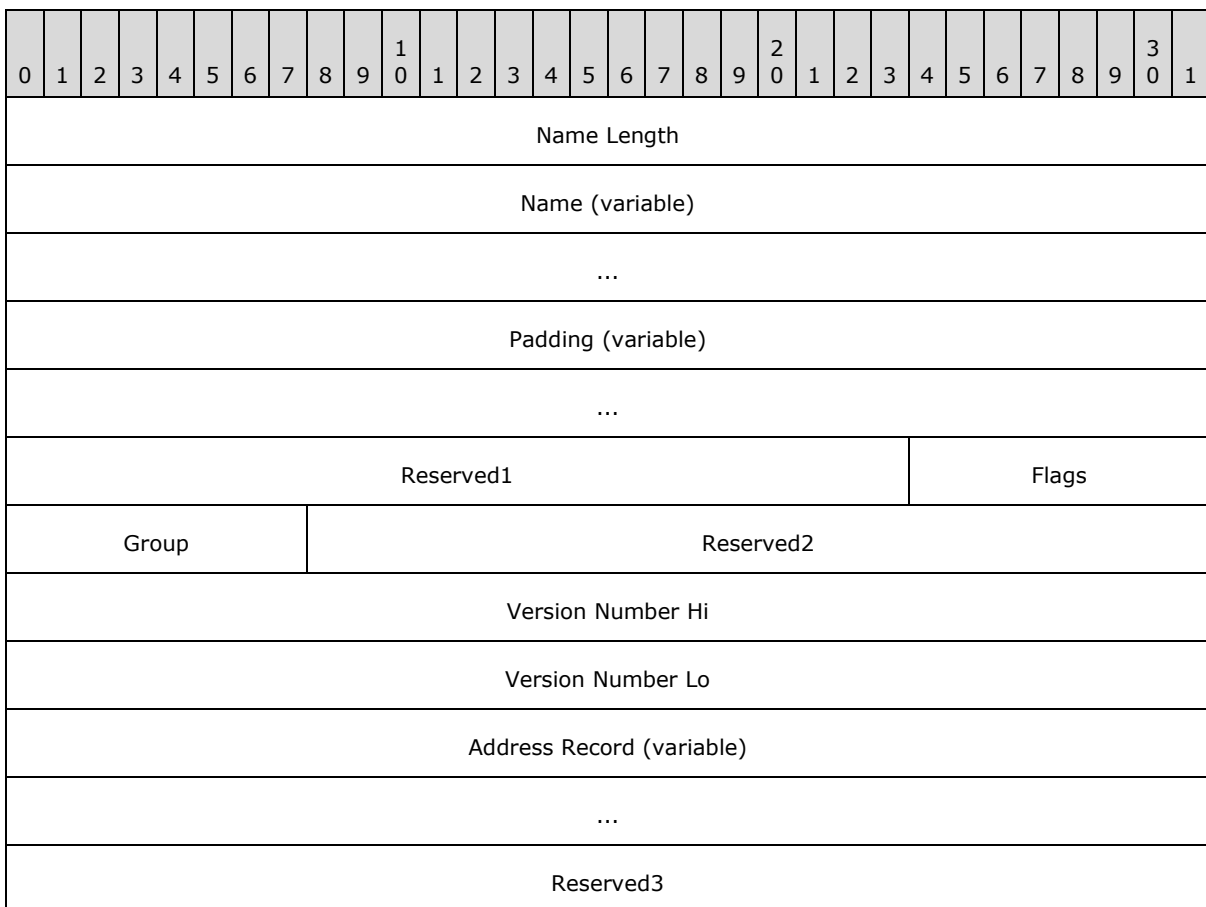 1 2 3
0 1 2 3 4 5 6 7 8 9 0 1 2 3 4 5 6 7 8 9 0 1 2 3 4 5 6 7 8 9 0 1
Name Length
Name (variable)
...
Padding (variable)
...
Reserved1 Flags
Group Reserved2
Version Number Hi
Version Number Lo
Address Record (variable)
...
Reserved3